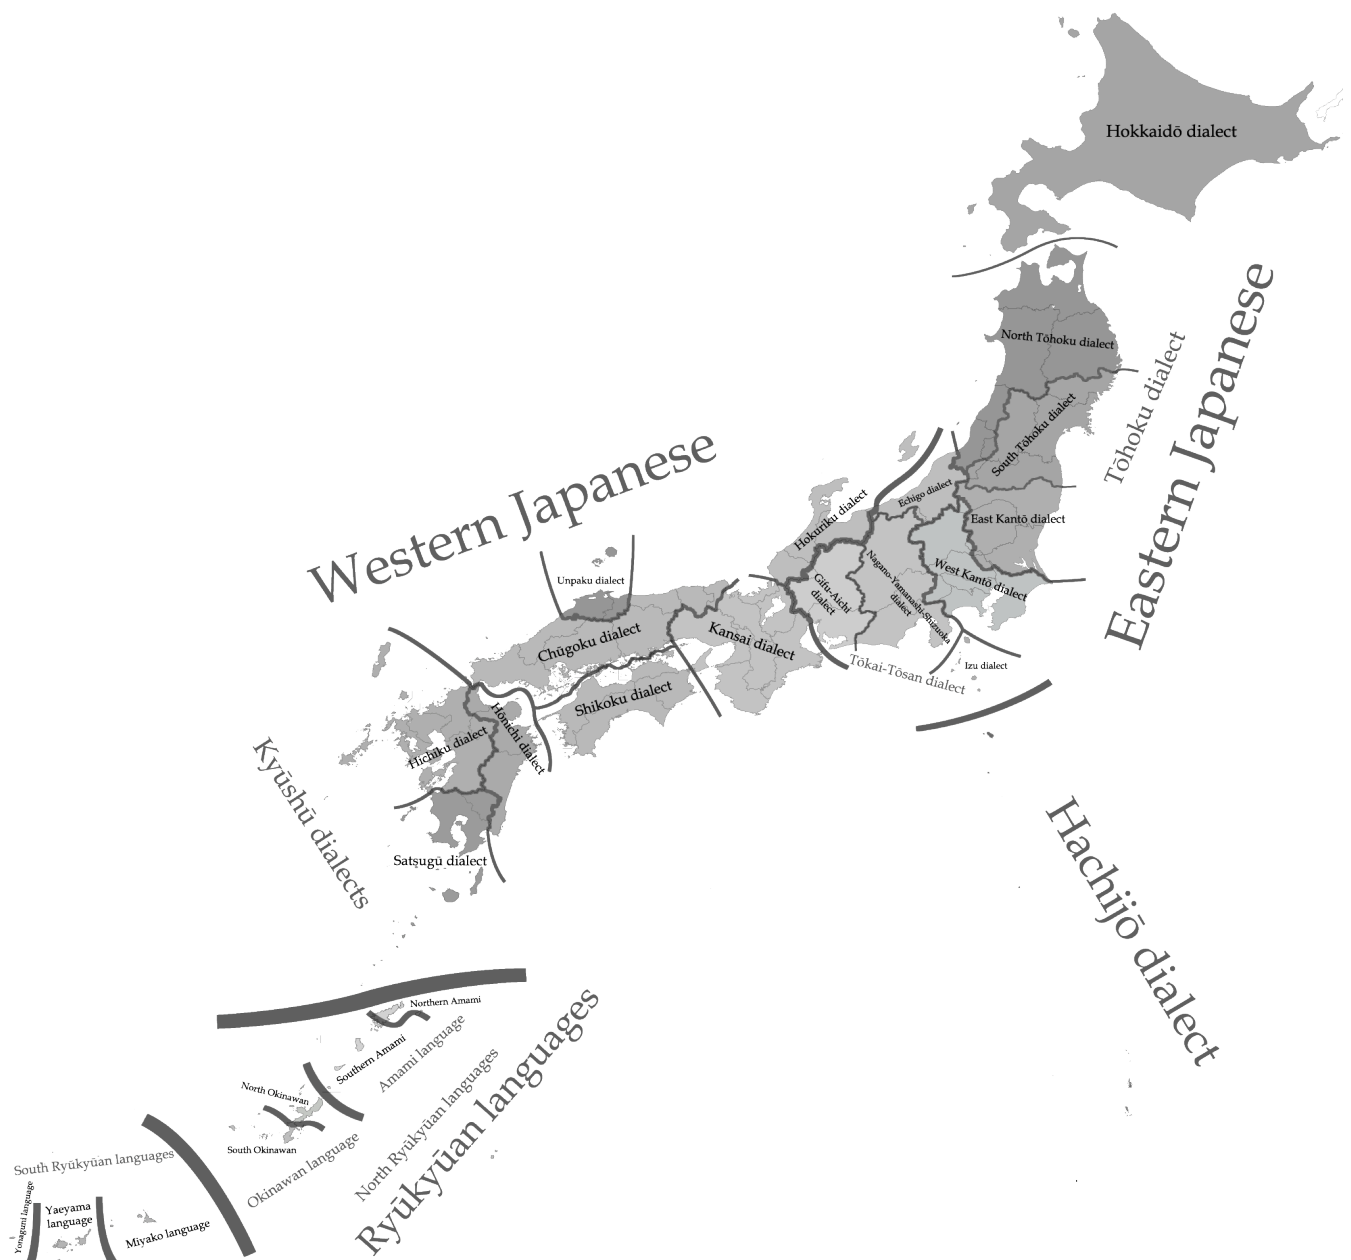 Hokkaidō dialect
North Tōhoku dialect
South Tōhoku dialect
Tōhoku dialect
Eastern Japanese
Western Japanese
Echigo dialect
Hokuriku dialect
East Kantō dialect
West Kantō dialect
Nagano-Yamanashi-Shizuoka
dialect
Gifu-Aichi
dialect
Unpaku dialect
Chūgoku dialect
Kansai dialect
Tōkai-Tōsan dialect
Izu dialect
Shikoku dialect
Hōnichi dialect
Hichiku dialect
Kyūshū dialects
Satsugū dialect
Hachijō dialect
Northern Amami
Southern Amami
Amami language
North Okinawan
South Okinawan
Okinawan language
North Ryūkyūan languages
Ryūkyūan languages
South Ryūkyūan languages
Yonaguni language
Yaeyama
language
Miyako language